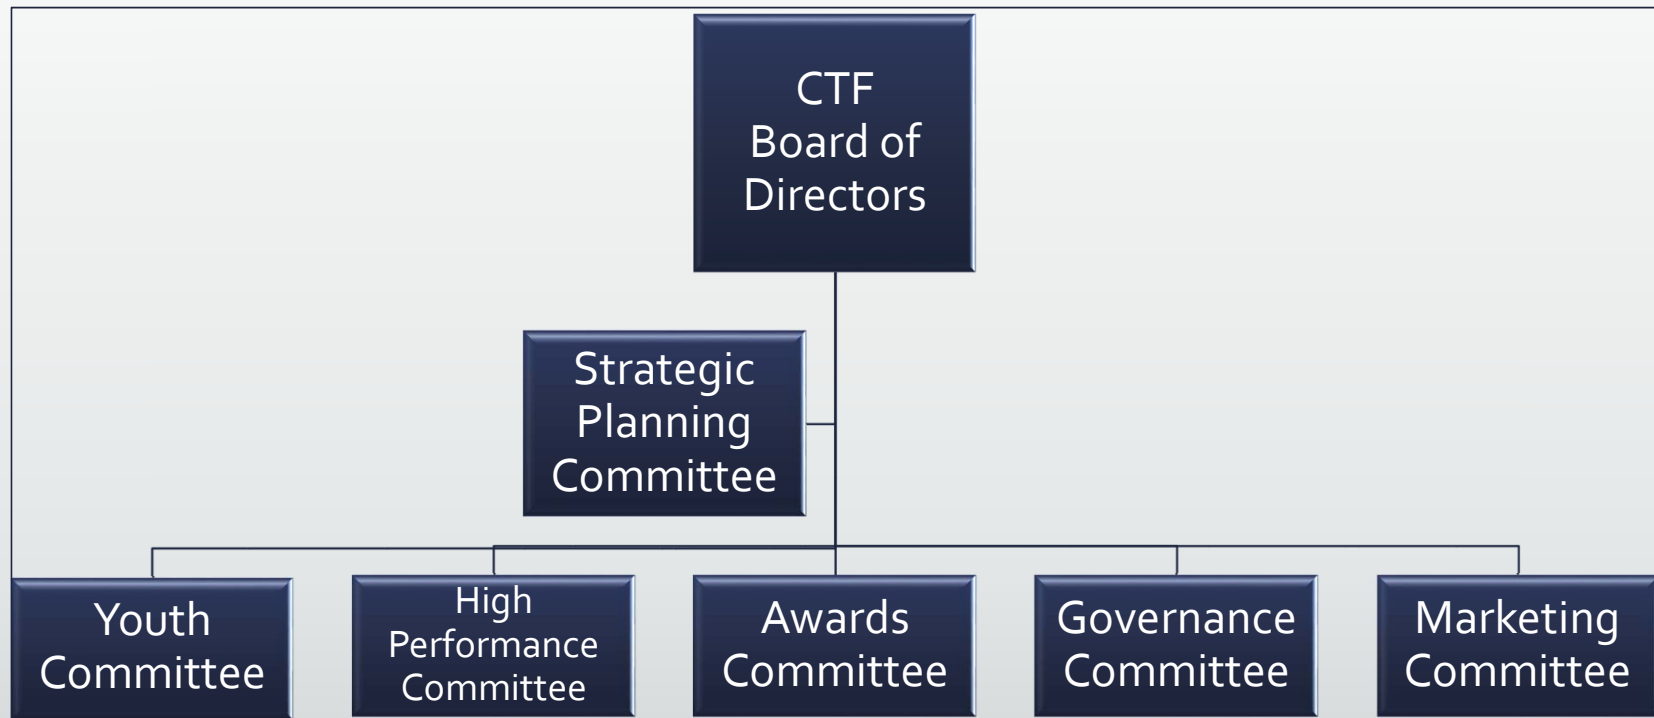 CTF
Board of
Directors
Strategic
Planning
Committee
Youth
Committee
High
Performance
Committee
Awards
Committee
Governance
Committee
Marketing
Committee